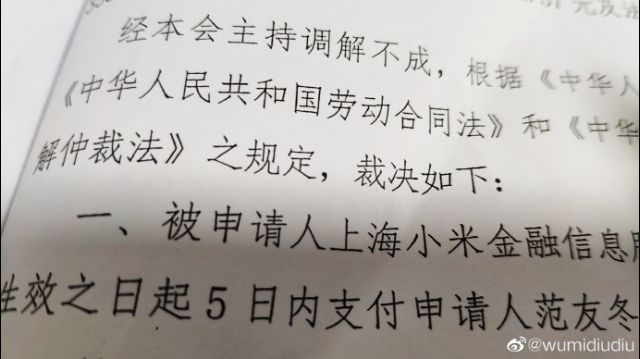 经本会主持调解不成，根据《中华人
《中华人民共和国劳动合同法》和《中华
解仲裁法》之规定，裁决如下：
一、被申请人上海小米金融信息服
性效之日起5日内支付申请人范友冬
@wumidiudiu